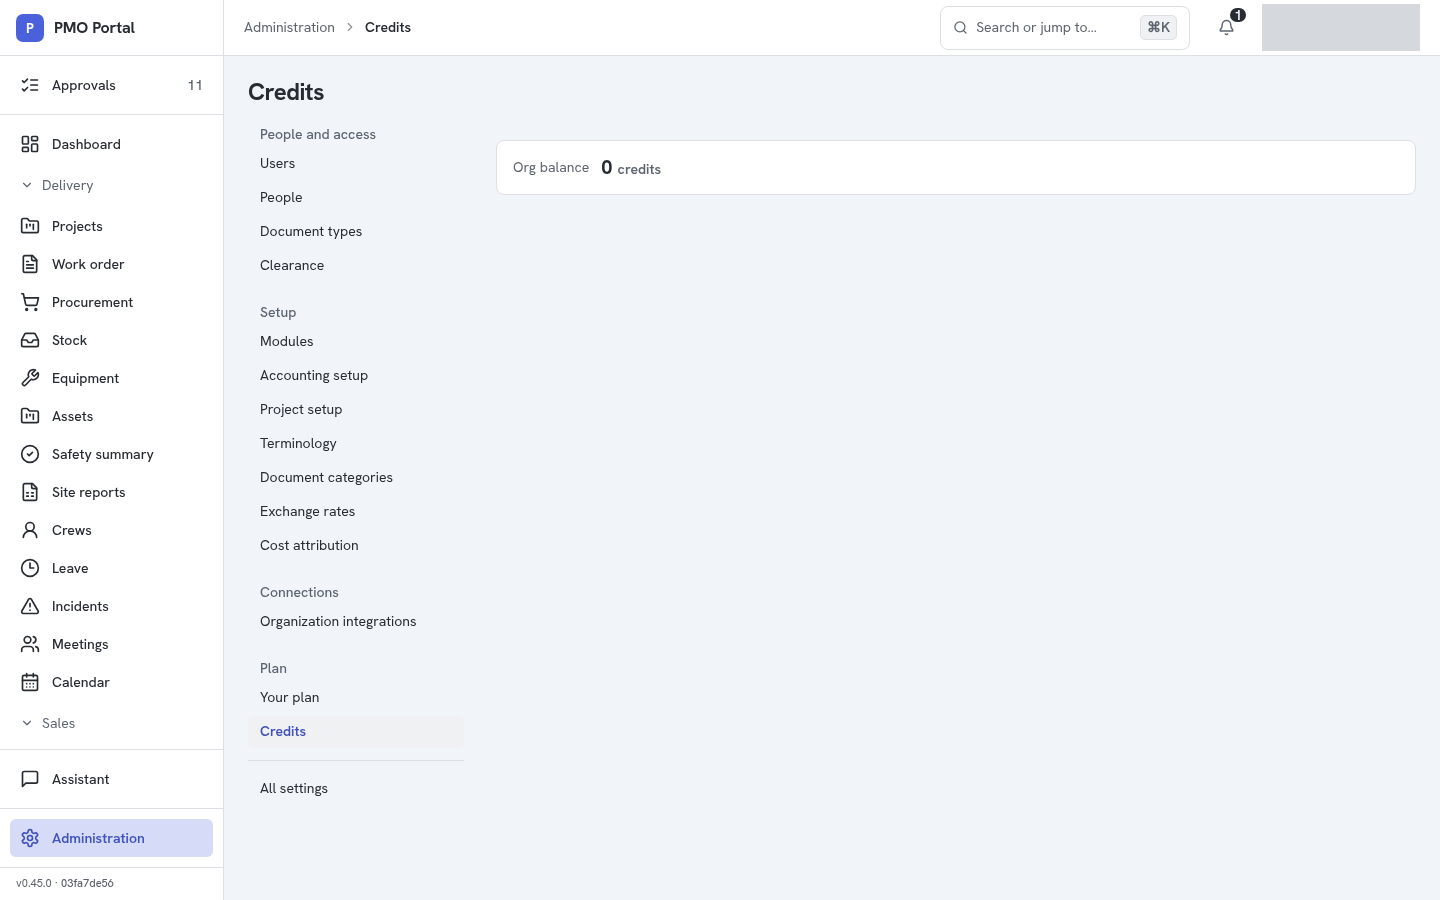 P PMO Portal
Administration > Credits
Search or jump to... ⌘K
1
Approvals 11
Dashboard
Delivery
Projects
Work order
Procurement
Stock
Equipment
Assets
Safety summary
Site reports
Crews
Leave
Incidents
Meetings
Calendar
Sales
Assistant
Administration
v0.45.0 · 03fa7de56
Credits
People and access
Users
People
Document types
Clearance
Setup
Modules
Accounting setup
Project setup
Terminology
Document categories
Exchange rates
Cost attribution
Connections
Organization integrations
Plan
Your plan
Credits
All settings
Org balance 0 credits